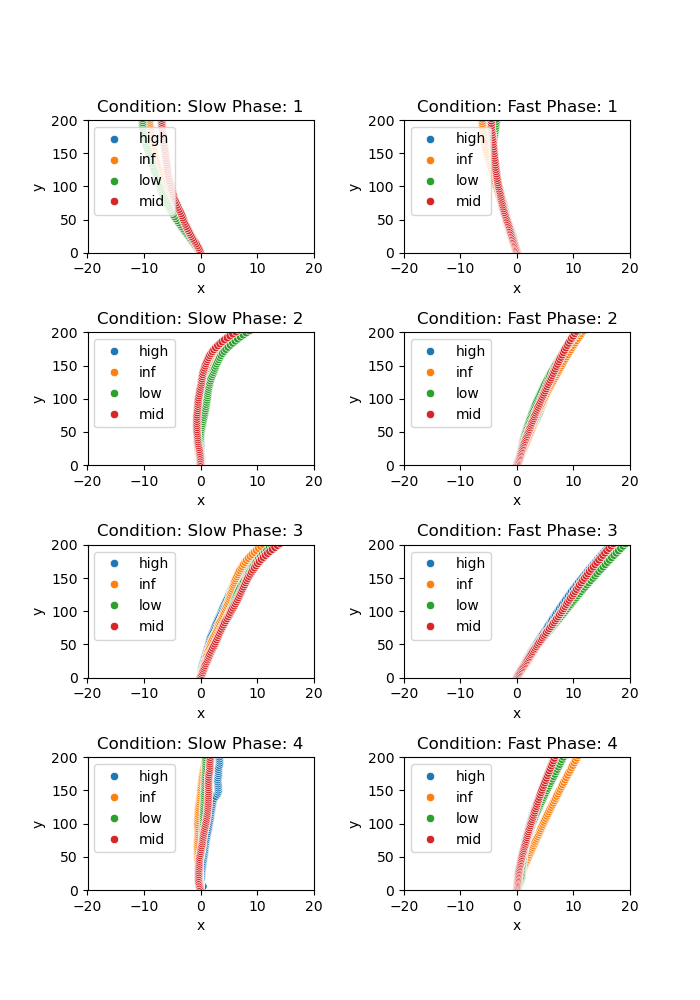 Condition: Slow Phase: 1
200
150
100
50
0
y
high
inf
low
mid
−20 −10 0 10 20
x
Condition: Fast Phase: 1
200
150
100
50
0
y
high
inf
low
mid
−20 −10 0 10 20
x
Condition: Slow Phase: 2
200
150
100
50
0
y
high
inf
low
mid
−20 −10 0 10 20
x
Condition: Fast Phase: 2
200
150
100
50
0
y
high
inf
low
mid
−20 −10 0 10 20
x
Condition: Slow Phase: 3
200
150
100
50
0
y
high
inf
low
mid
−20 −10 0 10 20
x
Condition: Fast Phase: 3
200
150
100
50
0
y
high
inf
low
mid
−20 −10 0 10 20
x
Condition: Slow Phase: 4
200
150
100
50
0
y
high
inf
low
mid
−20 −10 0 10 20
x
Condition: Fast Phase: 4
200
150
100
50
0
y
high
inf
low
mid
−20 −10 0 10 20
x